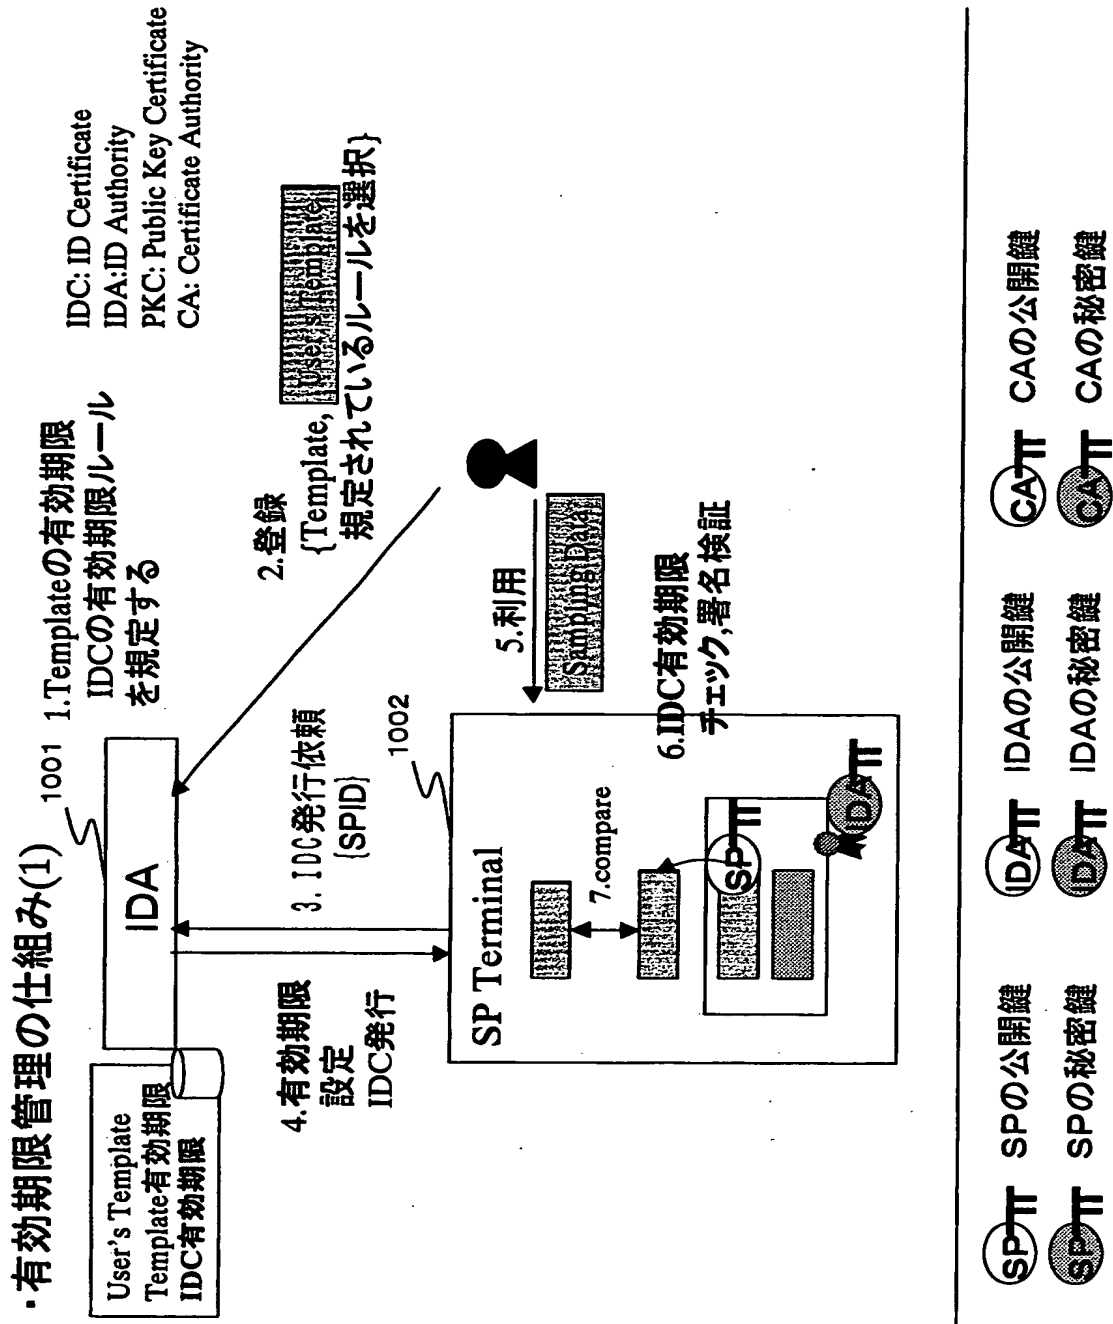 ・有効期限管理の仕組み(1)
User's Template
Template有効期限
IDC有効期限
IDA
1001
1.Templateの有効期限
IDCの有効期限ルール
を規定する
IDC: ID Certificate
IDA:ID Authority
PKC: Public Key Certificate
CA: Certificate Authority
2.登録
{Template, User's Template
規定されているルールを選択}
3. IDC発行依頼
{SPID}
4.有効期限
設定
IDC発行
1002
SP Terminal
5.利用
Sampling Data
6.IDC有効期限
チェック,署名検証
7.compare
SP
IDA
SP SPの公開鍵
IDA IDAの公開鍵
CA CAの公開鍵
SP SPの秘密鍵
IDA IDAの秘密鍵
CA CAの秘密鍵